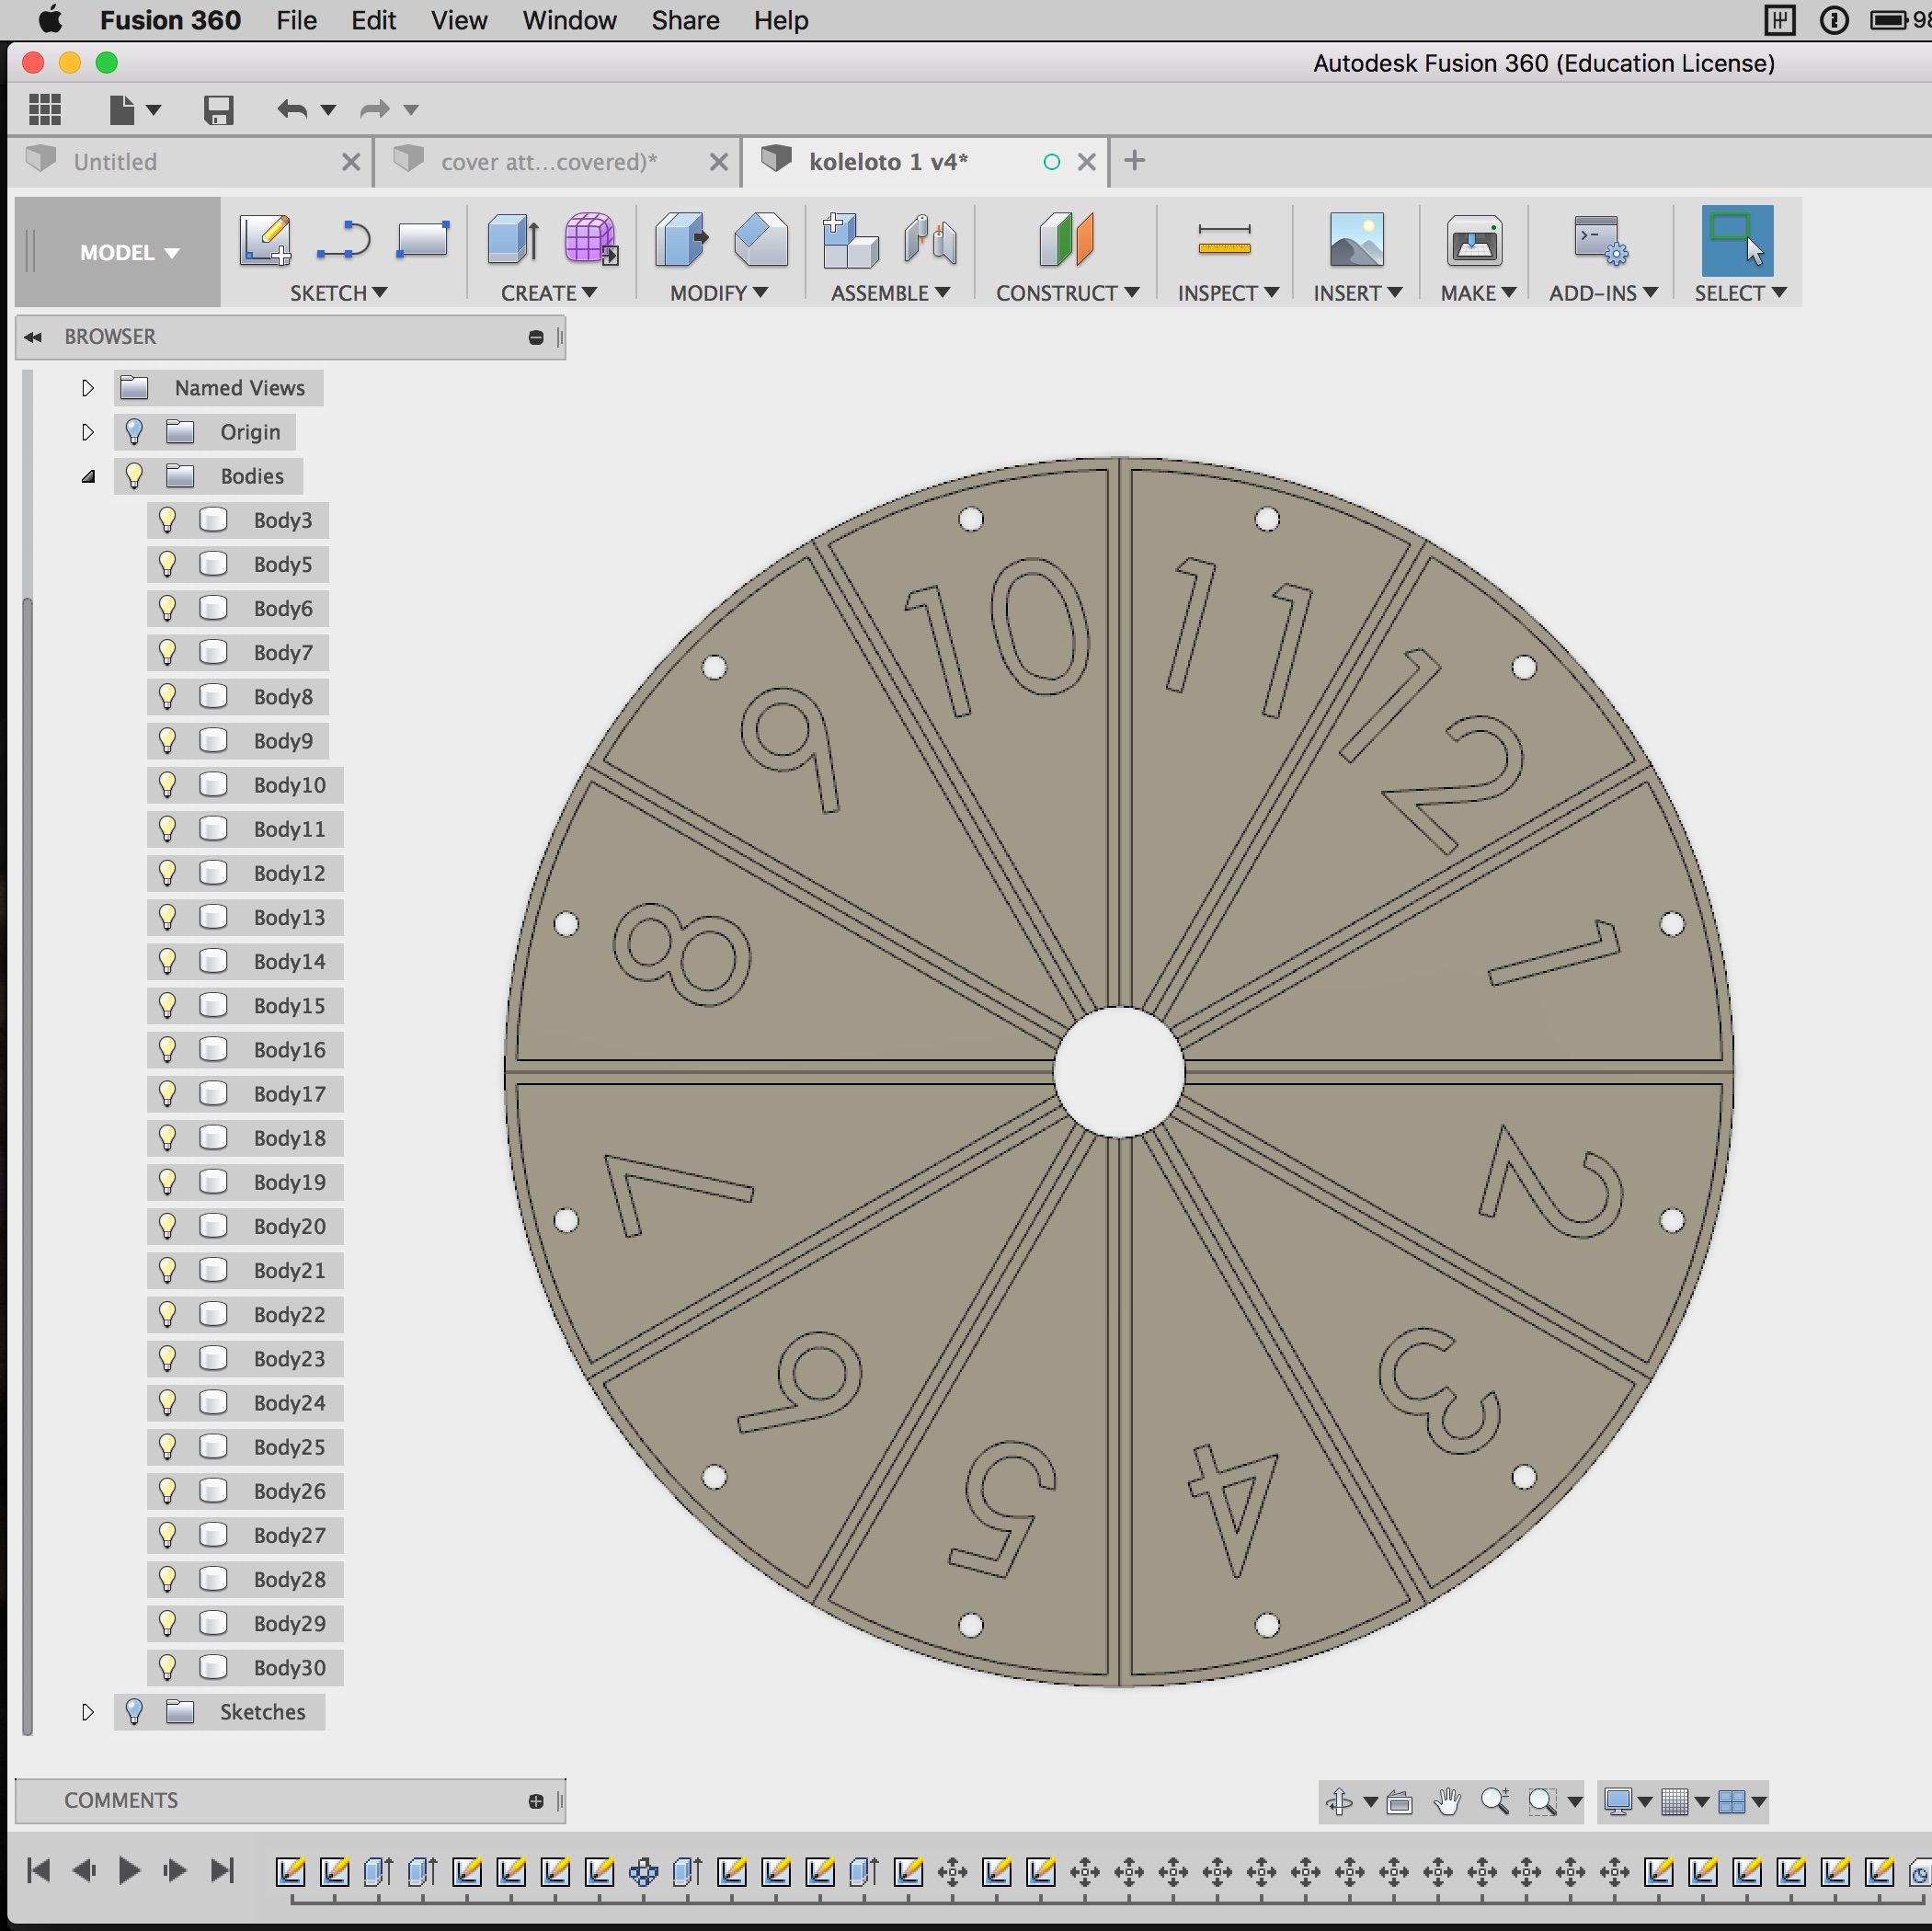 Fusion 360 File Edit View Window Share Help
Autodesk Fusion 360 (Education License)
Untitled
cover att...covered)*
koleloto 1 v4*
MODEL
SKETCH
CREATE
MODIFY
ASSEMBLE
CONSTRUCT
INSPECT
INSERT
MAKE
ADD-INS
SELECT
BROWSER
Named Views
Origin
Bodies
Body3
Body5
Body6
Body7
Body8
Body9
Body10
Body11
Body12
Body13
Body14
Body15
Body16
Body17
Body18
Body19
Body20
Body21
Body22
Body23
Body24
Body25
Body26
Body27
Body28
Body29
Body30
Sketches
10
11
12
1
2
3
4
5
6
7
8
9
COMMENTS